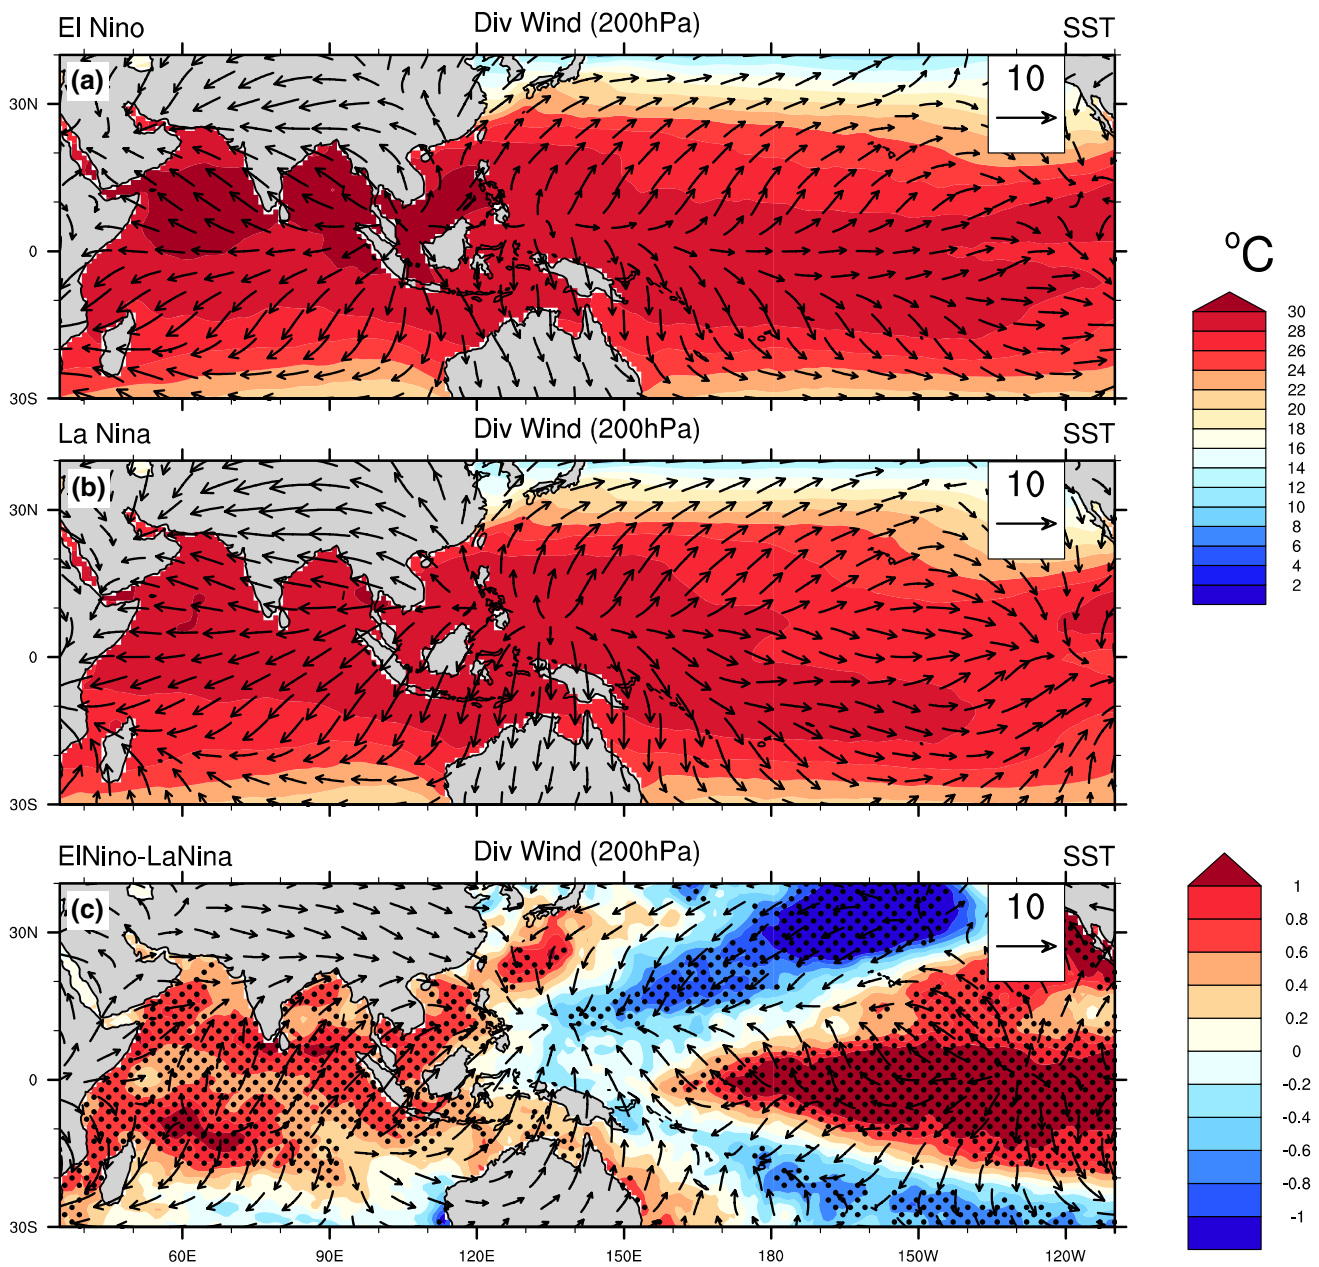 El Nino Div Wind (200hPa) SST
(a)
10
30N
0
30S
La Nina Div Wind (200hPa) SST
(b)
10
30N
0
30S
ElNino-LaNina Div Wind (200hPa) SST
(c)
10
30N
0
30S
60E 90E 120E 150E 180 150W 120W
°C
30
28
26
24
22
20
18
16
14
12
10
8
6
4
2
1
0.8
0.6
0.4
0.2
0
-0.2
-0.4
-0.6
-0.8
-1